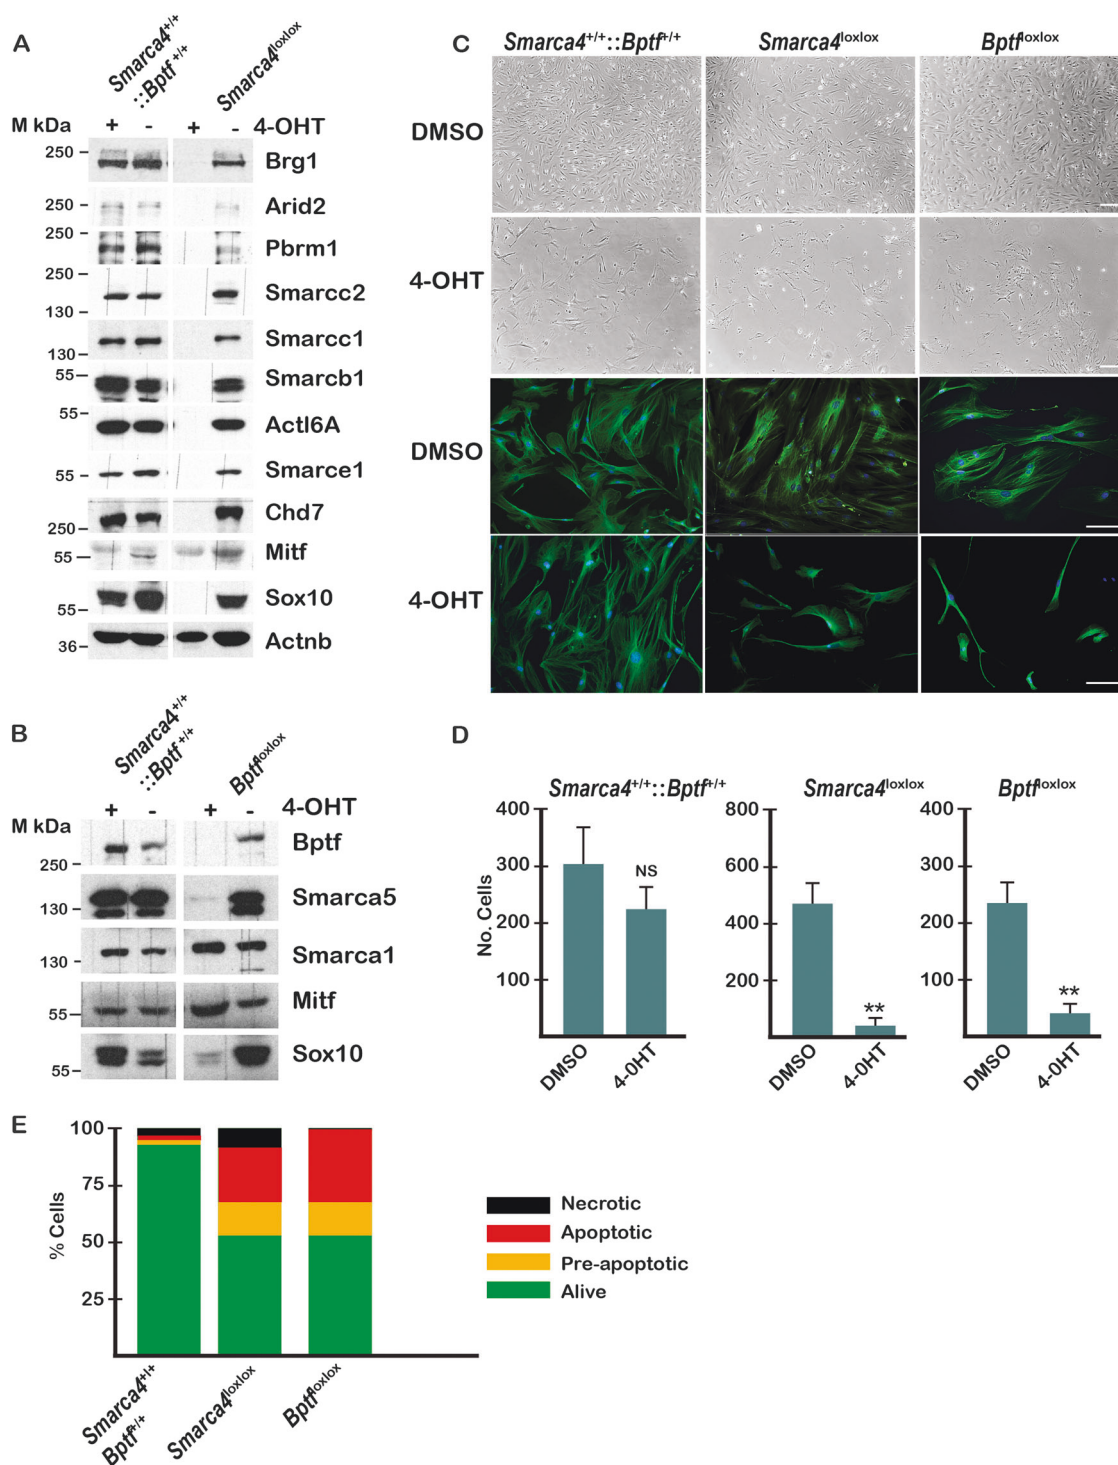 A
Smarca4+/+
::Bptf+/+
Smarca4loxlox
M kDa
+ - + - 4-OHT
250 Brg1
250 Arid2
250 Pbrm1
250
Smarcc2
130
Smarcc1
130
55 Smarcb1
55
Actl6A
55 Smarce1
Chd7
250
55 Mitf
Sox10
55
36 Actnb
B
Smarca4+/+
::Bptf+/+
Bptfloxlox
+ - + - 4-OHT
M kDa
Bptf
250
Smarca5
130
Smarca1
130
Mitf
55
Sox10
55
C
Smarca4+/+::Bptf+/+ Smarca4loxlox Bptfloxlox
DMSO
4-OHT
DMSO
4-OHT
D
Smarca4+/+::Bptf+/+
No. Cells
400
300
200
100
NS
DMSO
4-0HT
Smarca4loxlox
800
600
400
200
**
DMSO
4-0HT
Bptfloxlox
400
300
200
100
**
DMSO
4-0HT
E
% Cells
100
75
50
25
Smarca4+/+
Bptf+/+
Smarca4loxlox
Bptfloxlox
Necrotic
Apoptotic
Pre-apoptotic
Alive